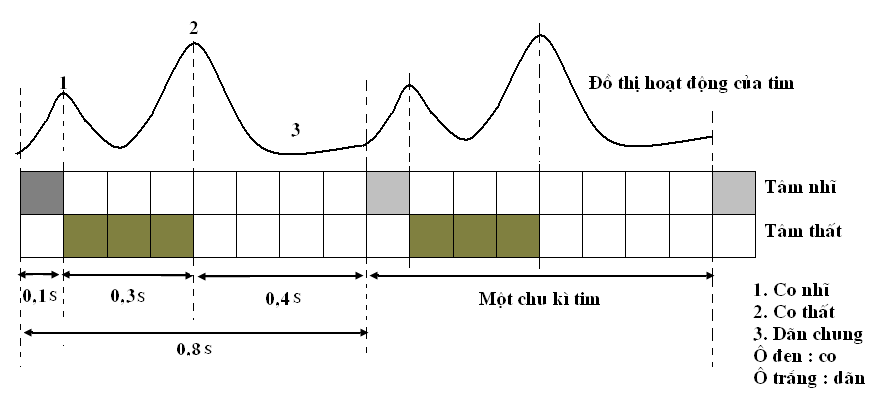 2
1
3
Đồ thị hoạt động của tim
Tâm nhĩ
Tâm thất
0,1 s
0,3 s
0,4 s
Một chu kì tim
0,8 s
1. Co nhĩ
2. Co thất
3. Dãn chung
Ô đen : co
Ô trắng : dãn